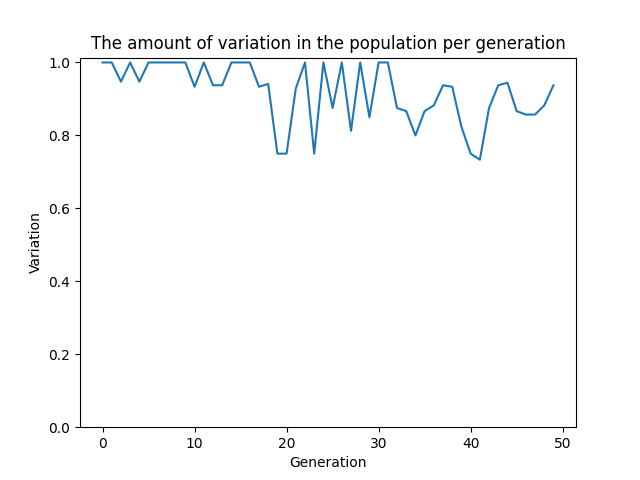 The amount of variation in the population per generation
1.0
0.8
0.6
0.4
0.2
0.0
Variation
0 10 20 30 40 50
Generation